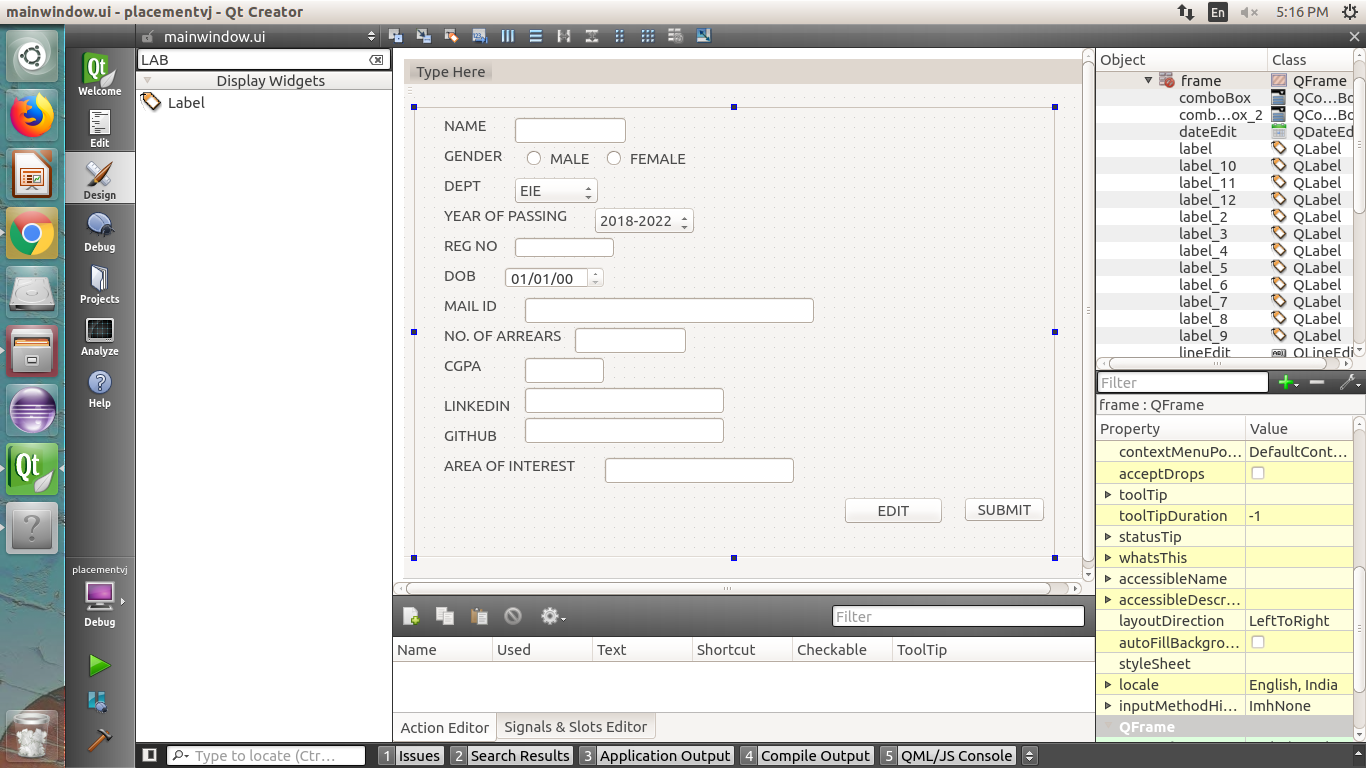 mainwindow.ui - placementvj - Qt Creator
En
5:16 PM
mainwindow.ui
LAB
Display Widgets
Label
Qt
Welcome
Edit
Design
Debug
Projects
Analyze
Help
placementvj
Debug
Type Here
NAME
GENDER MALE FEMALE
DEPT EIE
YEAR OF PASSING 2018-2022
REG NO
DOB 01/01/00
MAIL ID
NO. OF ARREARS
CGPA
LINKEDIN
GITHUB
AREA OF INTEREST
EDIT SUBMIT
Filter
Name Used Text Shortcut Checkable ToolTip
Action Editor Signals & Slots Editor
Object Class
frame QFrame
comboBox QCo...Bo
comb...ox_2 QCo...Bo
dateEdit QDateEd
label QLabel
label_10 QLabel
label_11 QLabel
label_12 QLabel
label_2 QLabel
label_3 QLabel
label_4 QLabel
label_5 QLabel
label_6 QLabel
label_7 QLabel
label_8 QLabel
label_9 QLabel
lineEdit QLineEdi
Filter
frame : QFrame
Property Value
contextMenuPo... DefaultCont...
acceptDrops
toolTip
toolTipDuration -1
statusTip
whatsThis
accessibleName
accessibleDescr...
layoutDirection LeftToRight
autoFillBackgro...
styleSheet
locale English, India
inputMethodHi... ImhNone
QFrame
Type to locate (Ctr...
1 Issues 2 Search Results 3 Application Output 4 Compile Output 5 QML/JS Console